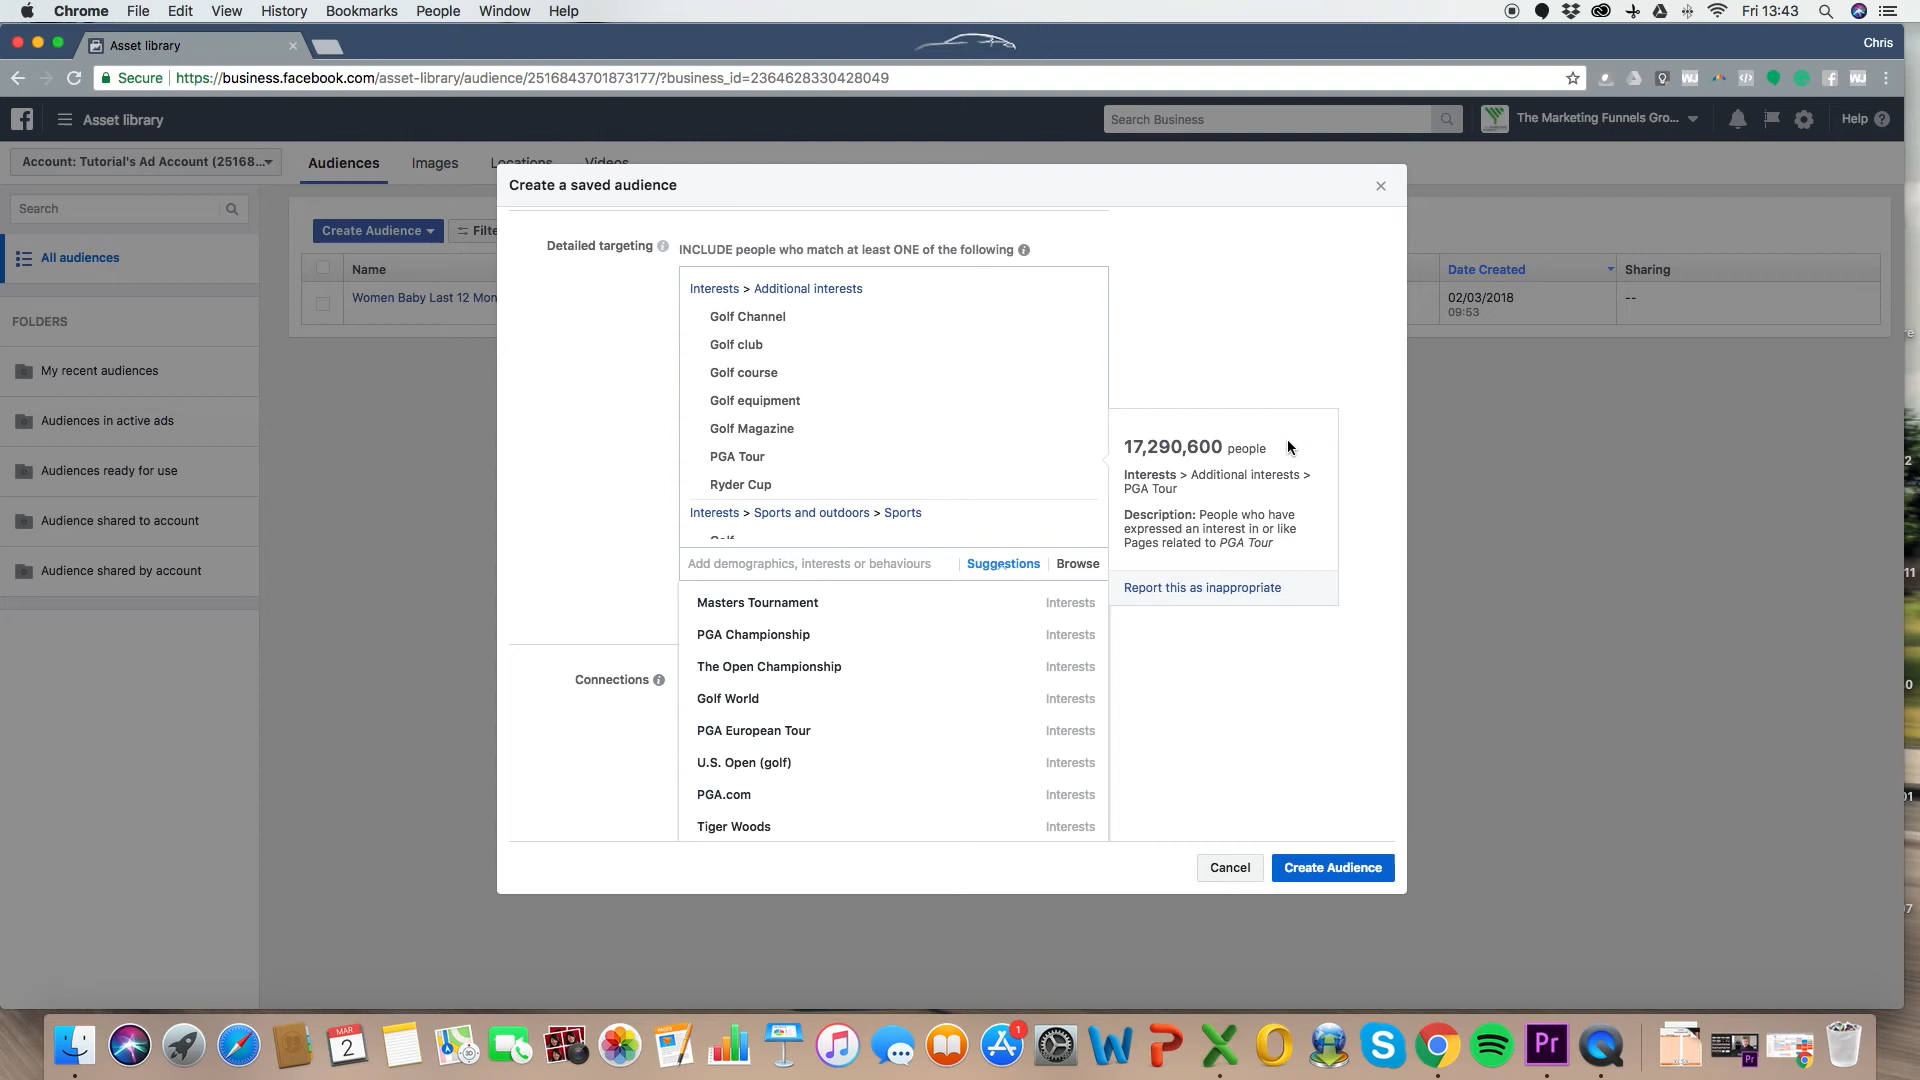 Chrome File Edit View History Bookmarks People Window Help Fri 13:43
Asset library Chris
Secure https://business.facebook.com/asset-library/audience/2516843701873177/?business_id=2364628330428049
Asset library Search Business The Marketing Funnels Gro... Help
Account: Tutorial's Ad Account (25168... Audiences Images Locations Videos
Create a saved audience
Search
Create Audience Filte
All audiences
Name Date Created Sharing
Women Baby Last 12 Mon 02/03/2018 --
09:53
FOLDERS
My recent audiences
Audiences in active ads
Audiences ready for use
Audience shared to account
Audience shared by account
Detailed targeting INCLUDE people who match at least ONE of the following
Interests > Additional interests
Golf Channel
Golf club
Golf course
Golf equipment
Golf Magazine
PGA Tour
Ryder Cup
Interests > Sports and outdoors > Sports
Golf
Add demographics, interests or behaviours Suggestions Browse
17,290,600 people
Interests > Additional interests >
PGA Tour
Description: People who have
expressed an interest in or like
Pages related to PGA Tour
Report this as inappropriate
Masters Tournament Interests
PGA Championship Interests
The Open Championship Interests
Golf World Interests
PGA European Tour Interests
U.S. Open (golf) Interests
PGA.com Interests
Tiger Woods Interests
Connections
Cancel Create Audience
MAR
2
3D
1
Pr